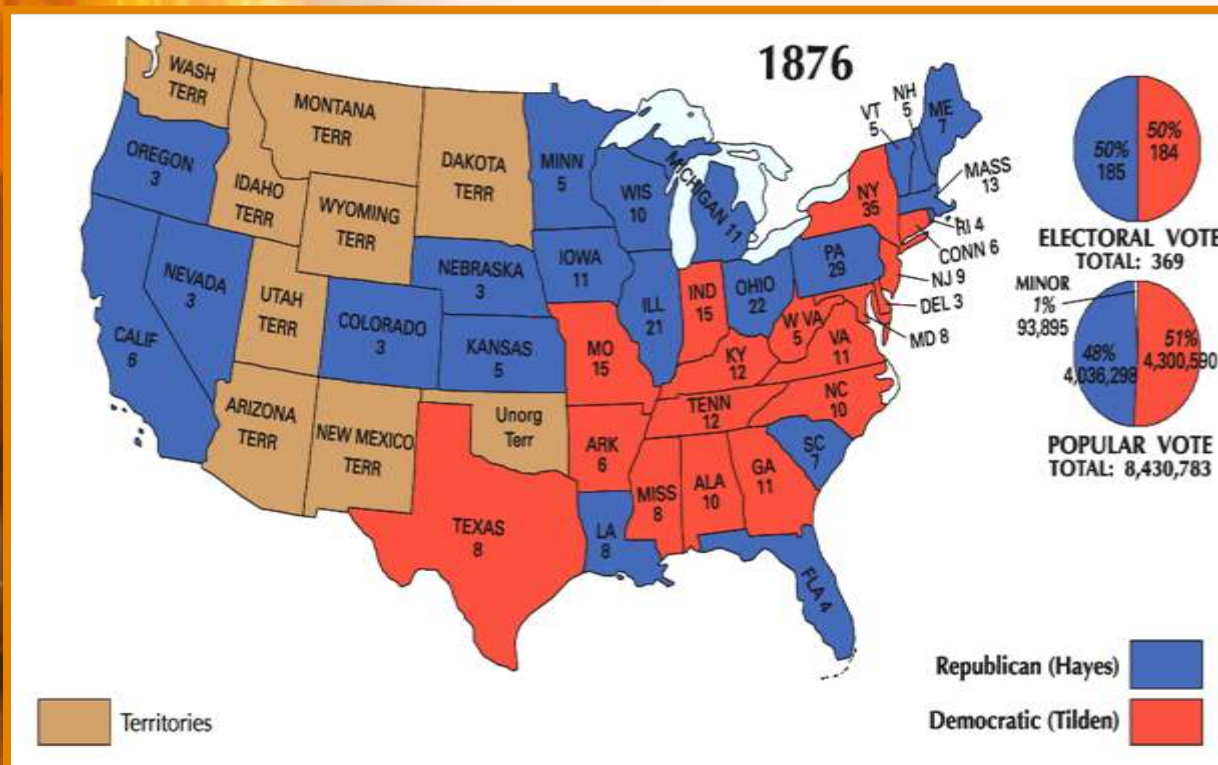 1876
WASH
TERR
MONTANA
TERR
DAKOTA
TERR
MINN
5
OREGON
3
IDAHO
TERR
WYOMING
TERR
WIS
10
MICHIGAN 11
VT
5
NH
5
ME
7
MASS
13
NY
35
RI 4
CONN 6
NJ 9
DEL 3
MD 8
PA
29
NEVADA
3
UTAH
TERR
COLORADO
3
NEBRASKA
3
IOWA
11
ILL
21
IND
15
OHIO
22
W VA
5
VA
11
CALIF
6
KANSAS
5
MO
15
KY
12
NC
10
TENN
12
ARIZONA
TERR
NEW MEXICO
TERR
Unorg
Terr
ARK
6
SC
7
MISS
8
ALA
10
GA
11
TEXAS
8
LA
8
FLA 4
50%
185
50%
184
ELECTORAL VOTE
TOTAL: 369
MINOR
1%
93,895
48%
4,036,298
51%
4,300,590
POPULAR VOTE
TOTAL: 8,430,783
Republican (Hayes)
Democratic (Tilden)
Territories